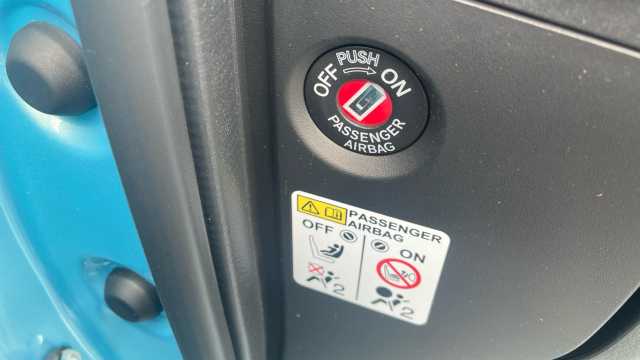 PUSH
OFF ON
PASSENGER
AIRBAG
PASSENGER
AIRBAG
OFF ON
2 2